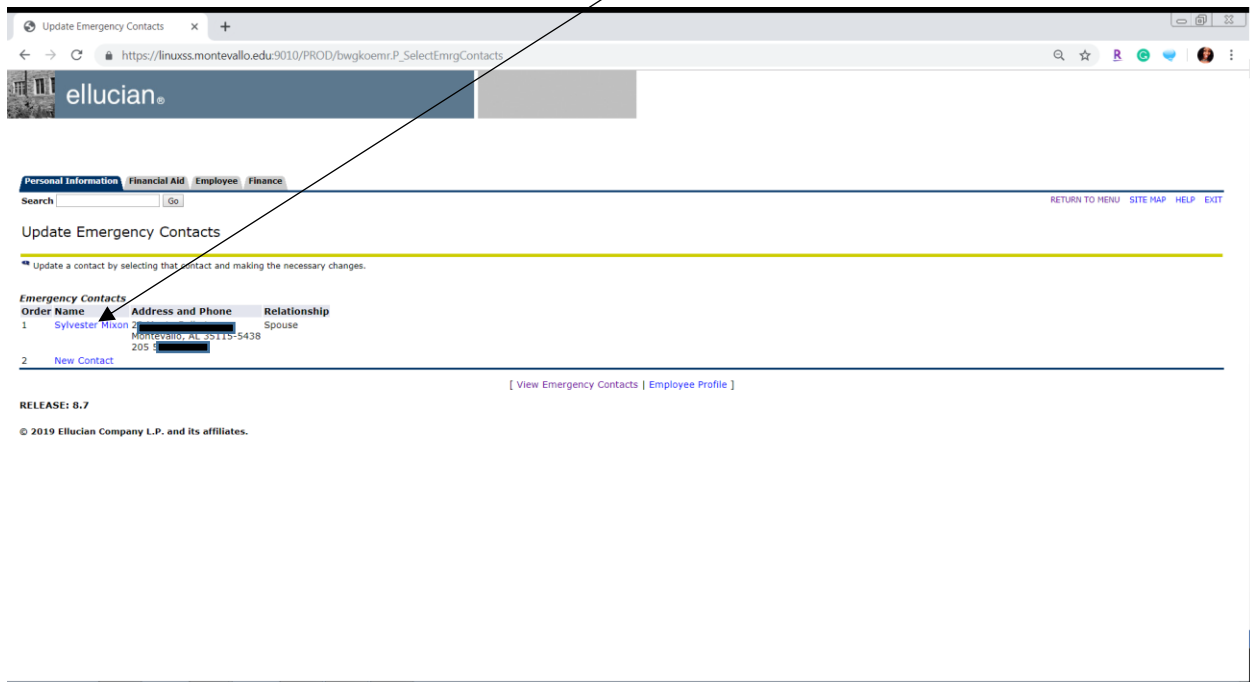 Update Emergency Contacts × +
https://linuxss.montevallo.edu:9010/PROD/bwgkoemr.P_SelectEmrgContacts
ellucian®
Personal Information Financial Aid Employee Finance
Search Go RETURN TO MENU SITE MAP HELP EXIT
Update Emergency Contacts
Update a contact by selecting that contact and making the necessary changes.
Emergency Contacts
Order Name Address and Phone Relationship
1 Sylvester Mixon 2 Spouse
Montevallo, AL 35115-5438
205
2 New Contact
[ View Emergency Contacts | Employee Profile ]
RELEASE: 8.7
© 2019 Ellucian Company L.P. and its affiliates.